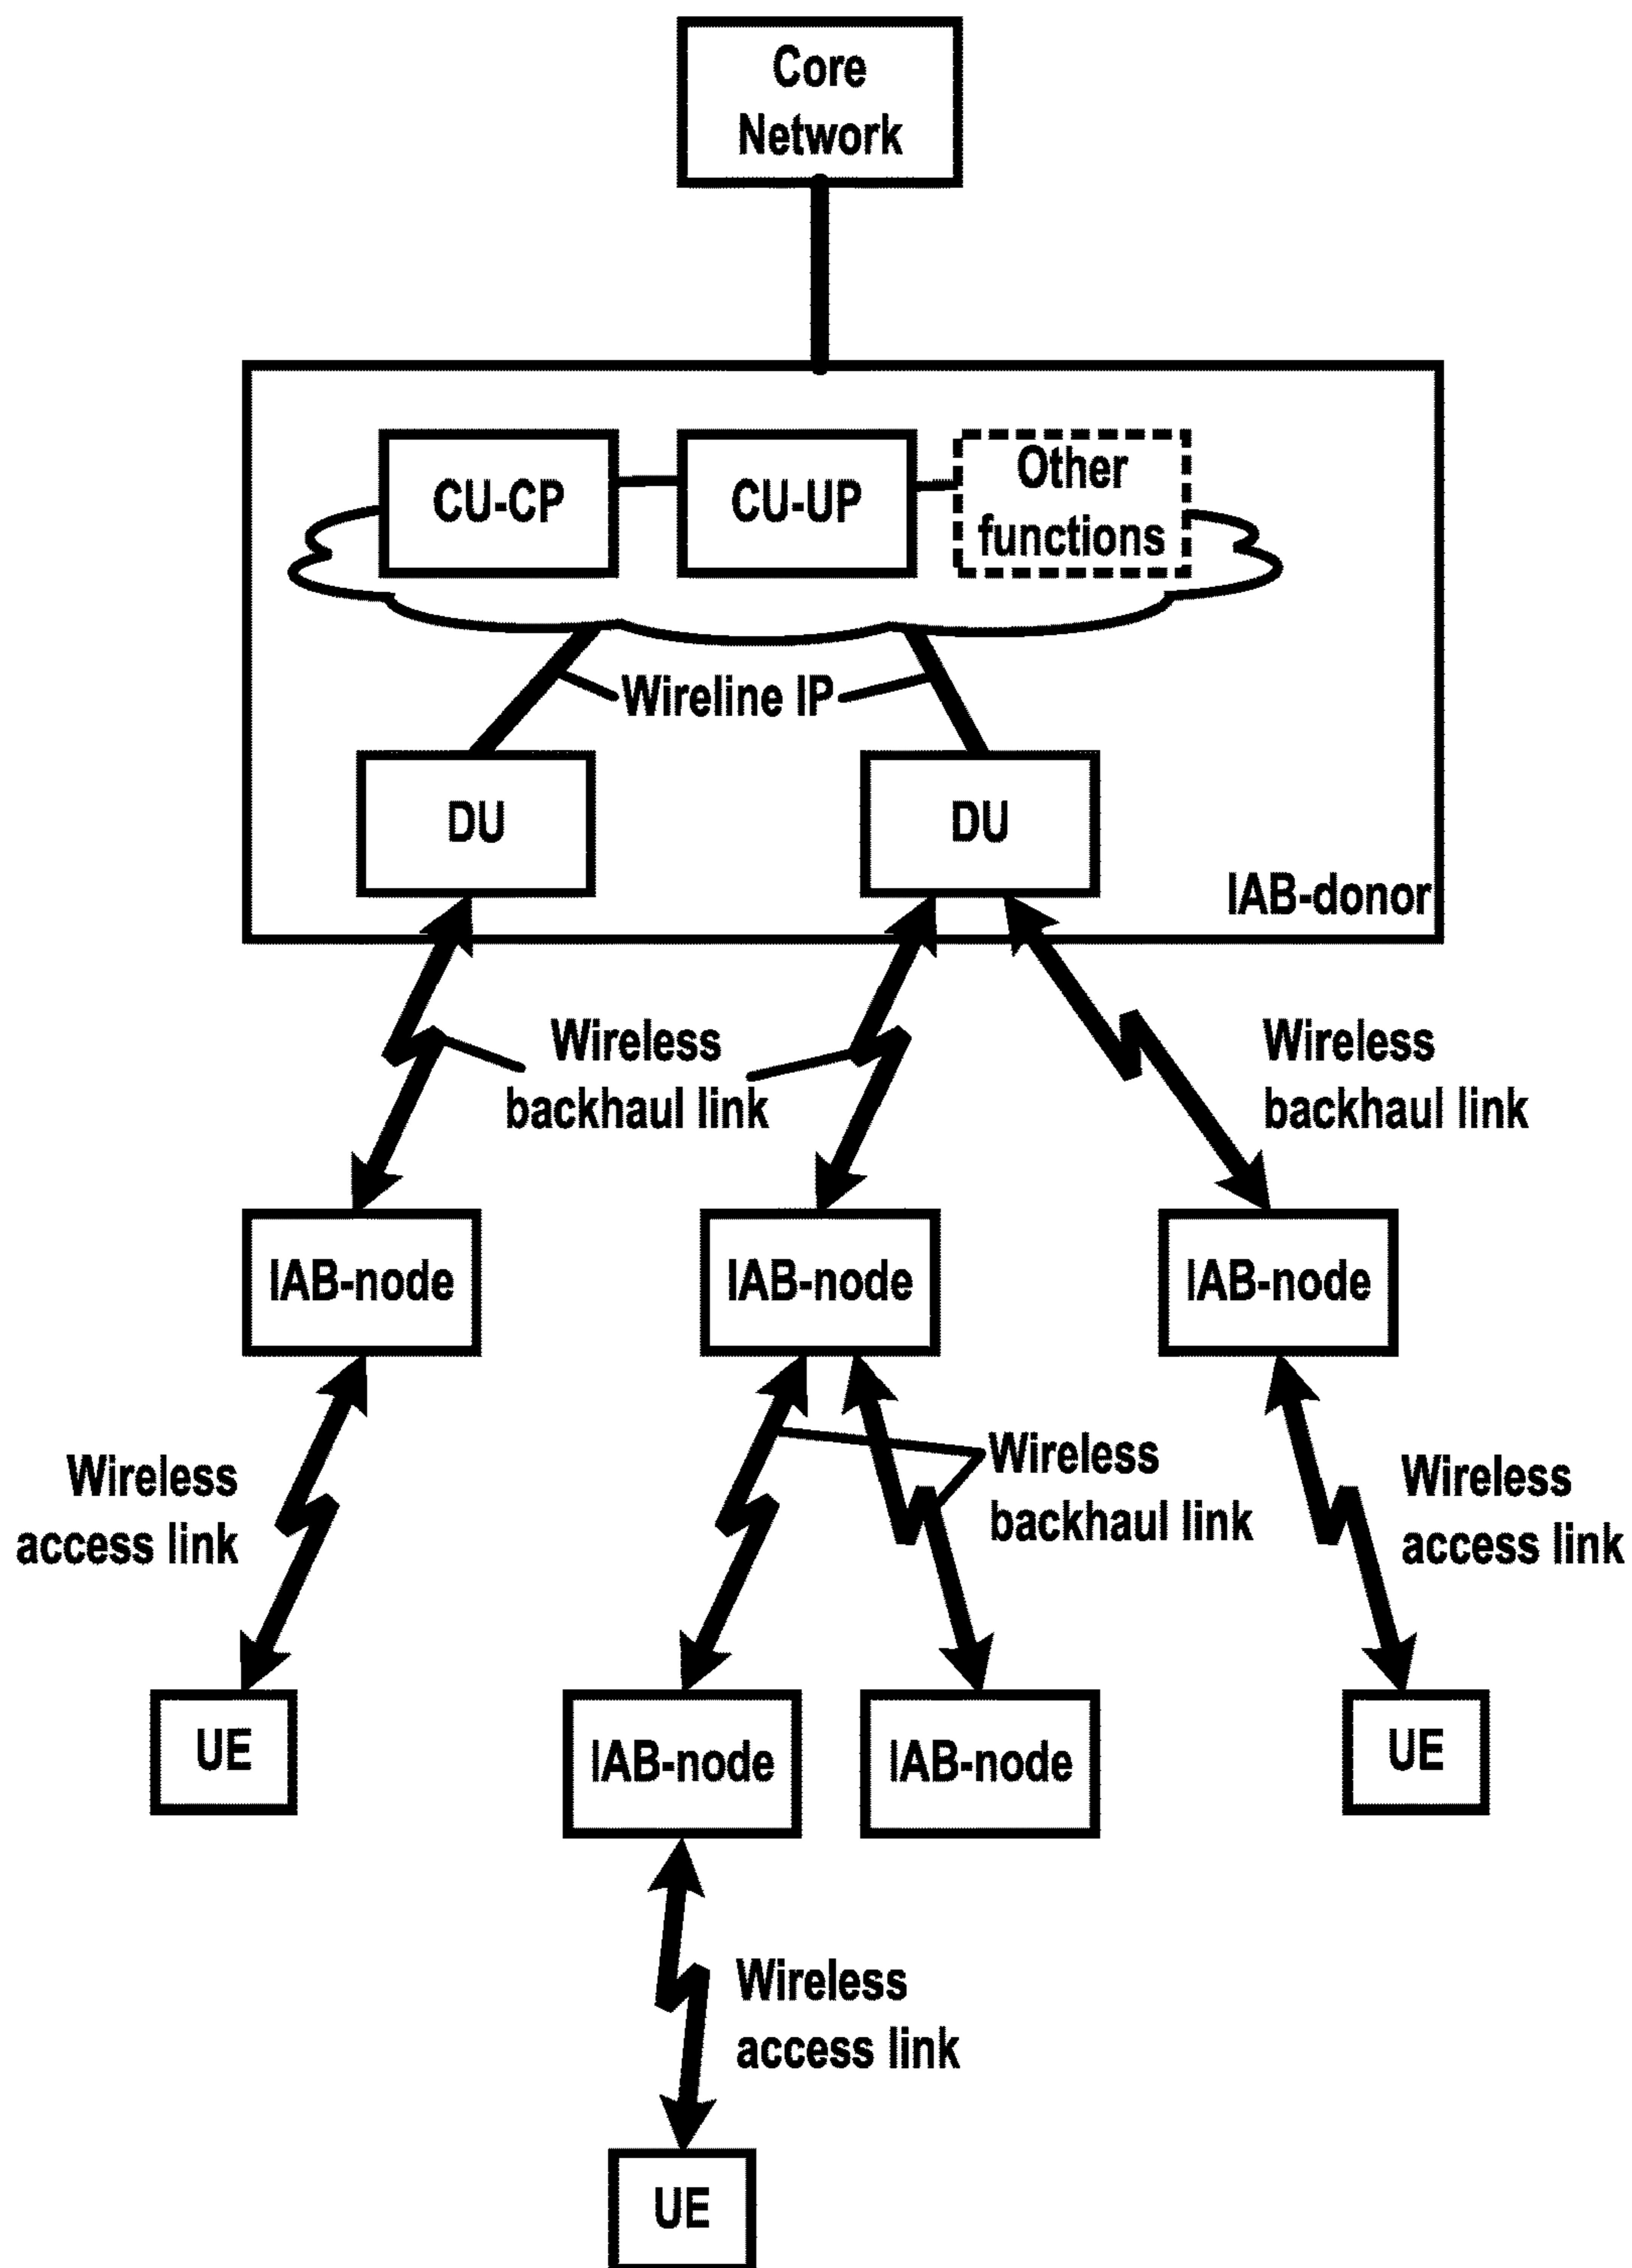 Core
Network
CU-CP
CU-UP
Other
functions
Wireline IP
DU
DU
IAB-donor
Wireless
backhaul link
Wireless
backhaul link
IAB-node
IAB-node
IAB-node
Wireless
access link
Wireless
backhaul link
Wireless
access link
UE
IAB-node
IAB-node
UE
Wireless
access link
UE